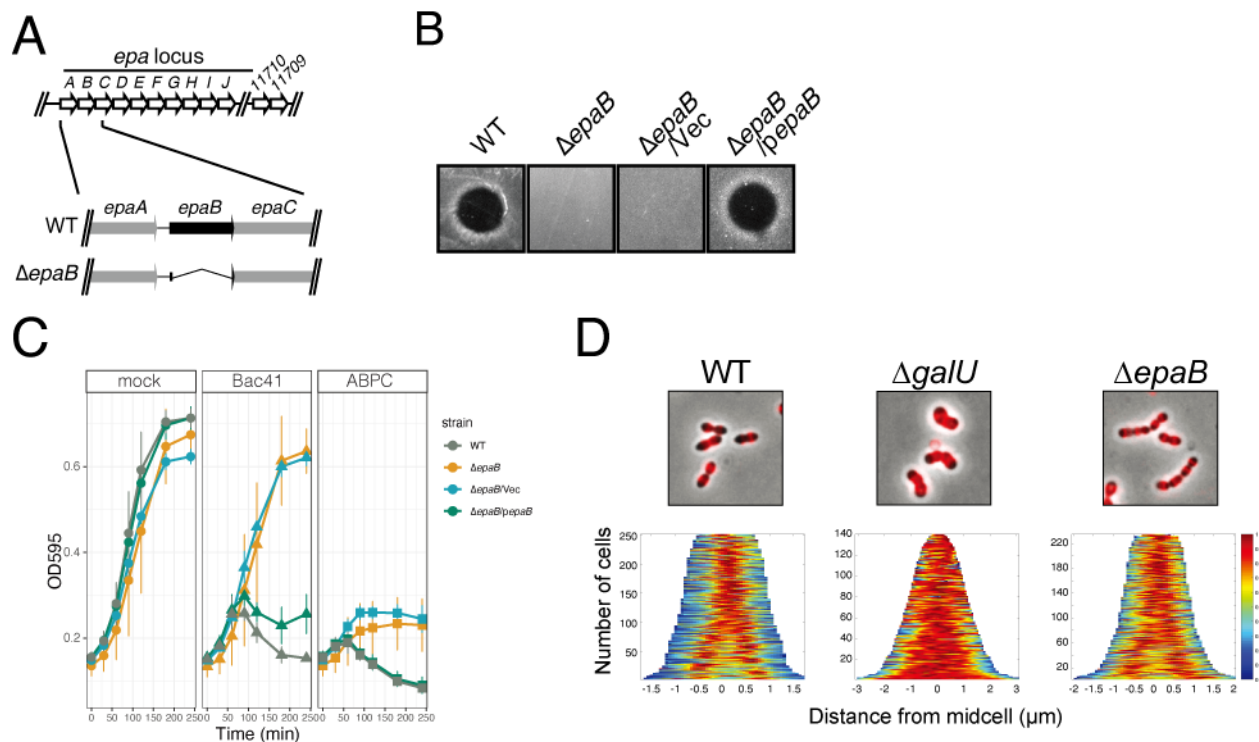 A
epa locus
A B C D E F G H I J 11710 11709
epaA epaB epaC
WT
ΔepaB
B
WT
ΔepaB
ΔepaB
/Vec
ΔepaB
/pepaB
C
mock Bac41 ABPC
OD595
0.6
0.4
0.2
0 50 100 150 200 250
0 50 100 150 200 250
0 50 100 150 200 250
Time (min)
strain
WT
ΔepaB
ΔepaB/Vec
ΔepaB/pepaB
D
WT ΔgalU ΔepaB
Number of cells
250
200
150
100
50
-1.5 -1 -0.5 0 0.5 1 1.5
140
120
100
80
60
40
20
-3 -2 -1 0 1 2 3
220
200
180
160
140
120
100
80
60
40
20
-2 -1.5 -1 -0.5 0 0.5 1 1.5 2
Distance from midcell (µm)